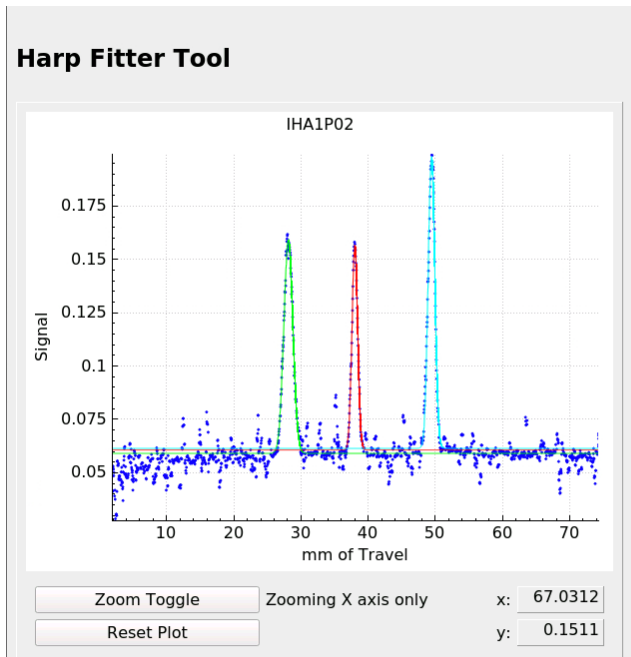 Harp Fitter Tool
IHA1P02
0.175
0.15
0.125
0.1
0.075
0.05
Signal
10 20 30 40 50 60 70
mm of Travel
Zoom Toggle Zooming X axis only x: 67.0312
Reset Plot y: 0.1511